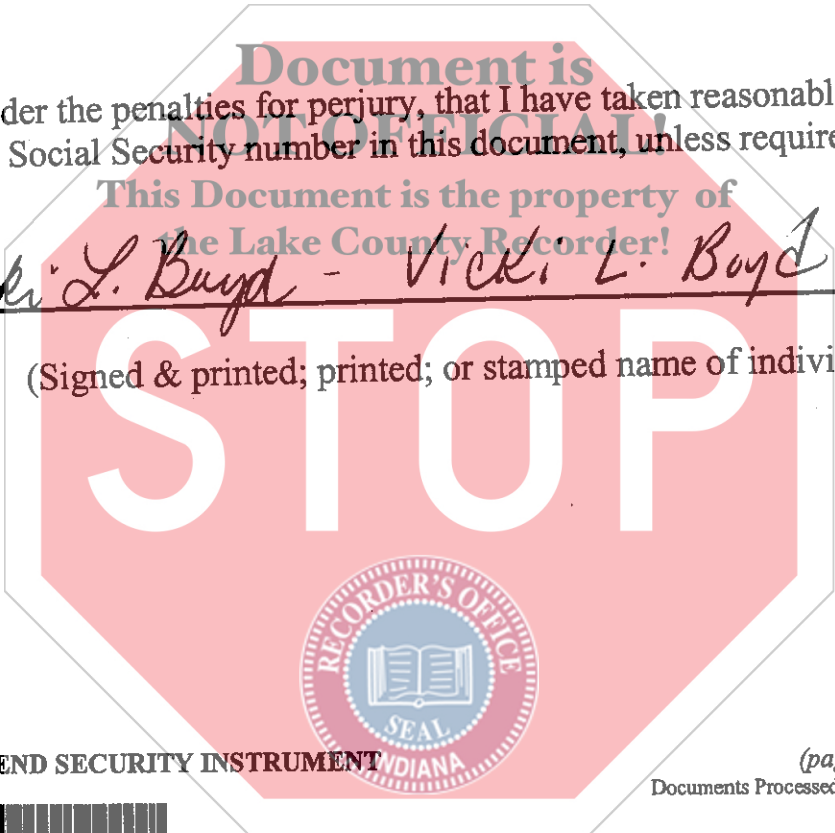 Document is
der the penalties for perjury, that I have taken reasonabl
NOT OFFICIAL!
Social Security number in this document, unless require
This Document is the property of
the Lake County Recorder!
ki L. Boyd - Vicki L. Boyd
STOP
(Signed & printed; printed; or stamped name of indivi
RECORDER'S OFFICE
SEAL
INDIANA
END SECURITY INSTRUMENT
(pa
Documents Processed